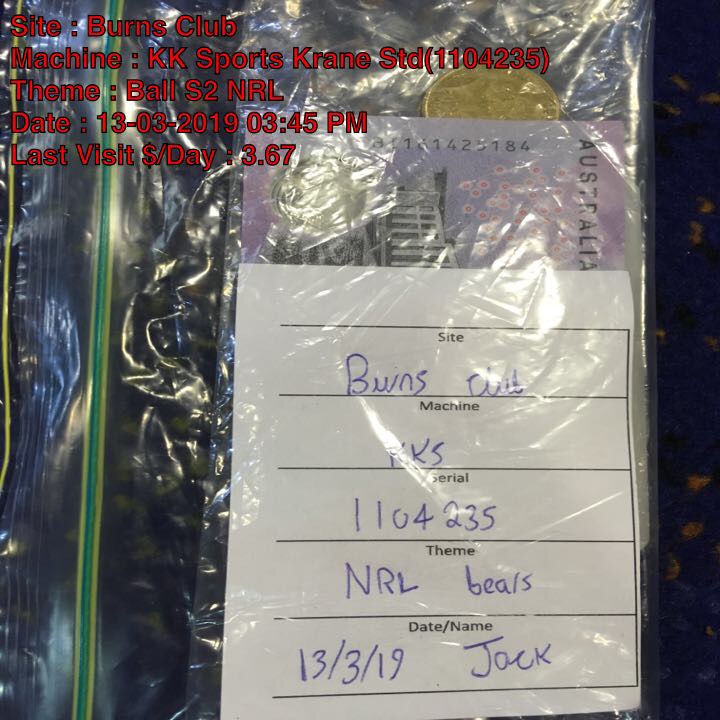 Site : Burns Club
Machine : KK Sports Krane Std(1104235)
Theme : Ball S2 NRL
Date : 13-03-2019 03:45 PM
Last Visit $/Day : 3.67
161425184
AUSTRALIA
Site
Burns club
Machine
KKS
Serial
1104235
Theme
NRL bears
Date/Name
13/3/19 Jack